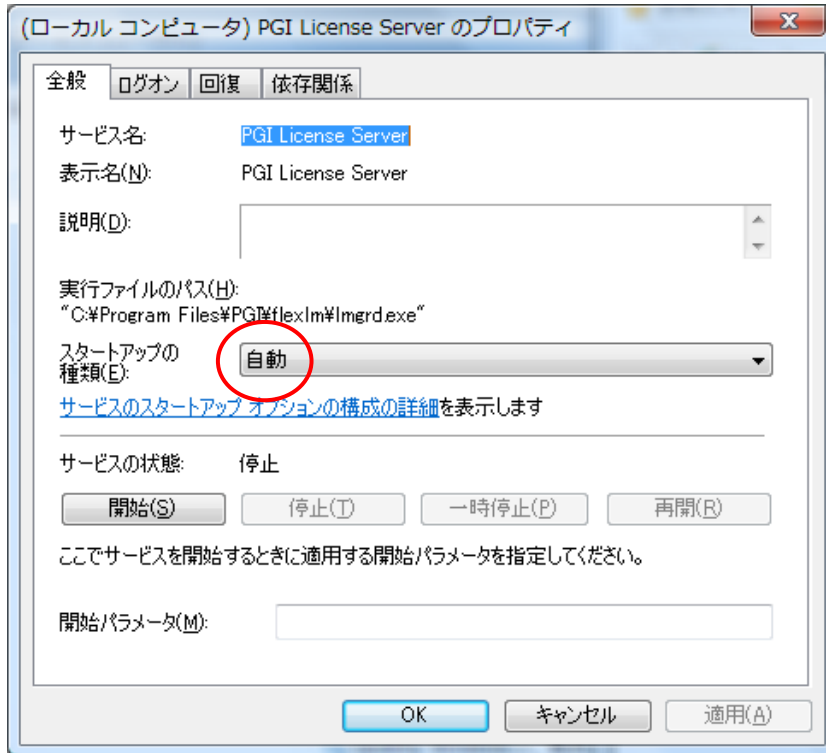 (ローカル コンピュータ) PGI License Server のプロパティ
全般 ログオン 回復 依存関係
サービス名: PGI License Server
表示名(N): PGI License Server
説明(D):
実行ファイルのパス(H):
"C:¥Program Files¥PGI¥flexlm¥lmgrd.exe"
スタートアップの
種類(E): 自動
サービスのスタートアップ オプションの構成の詳細を表示します
サービスの状態: 停止
開始(S) 停止(T) 一時停止(P) 再開(R)
ここでサービスを開始するときに適用する開始パラメータを指定してください。
開始パラメータ(M):
OK キャンセル 適用(A)